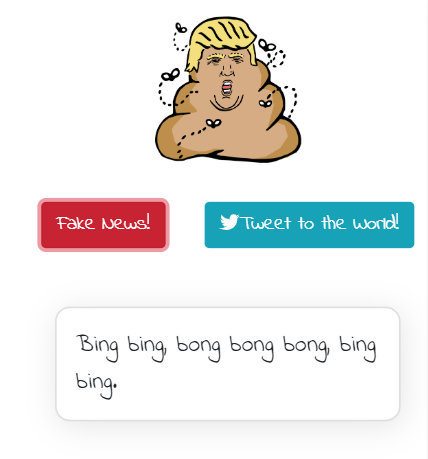 Fake News!
Tweet to the World!
Bing bing, bong bong bong, bing
bing.